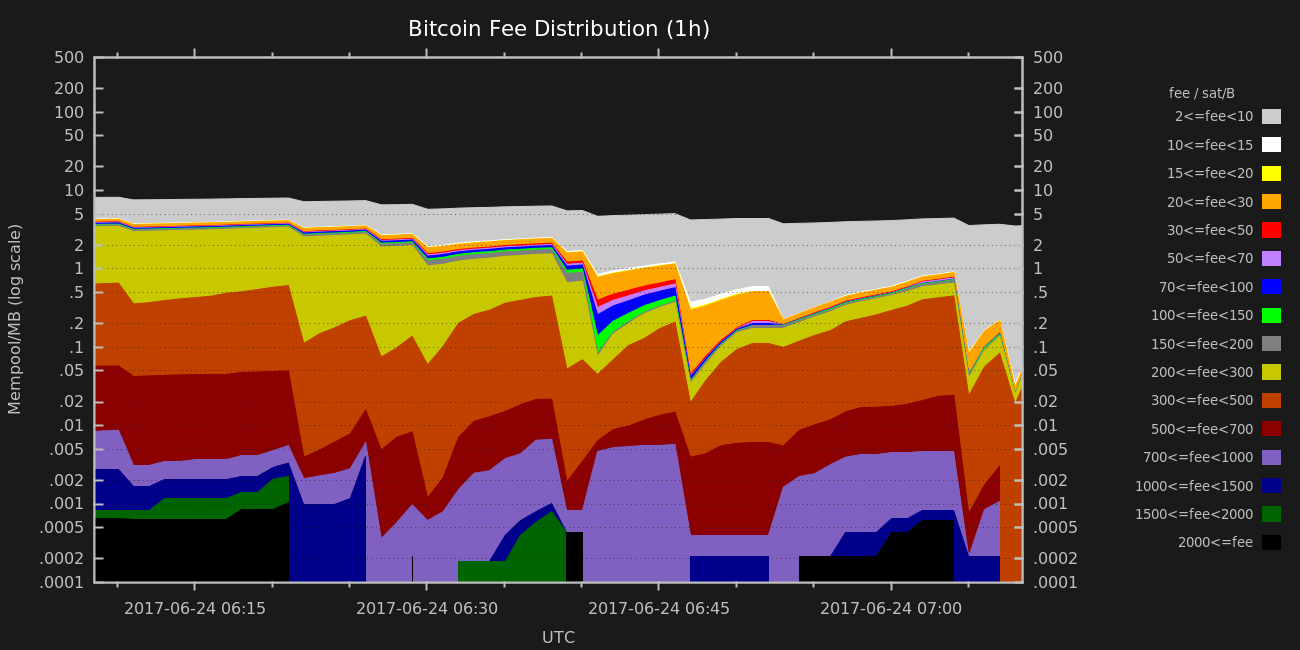 Bitcoin Fee Distribution (1h)
Mempool/MB (log scale)
500
200
100
50
20
10
5
2
1
.5
.2
.1
.05
.02
.01
.005
.002
.001
.0005
.0002
.0001
500
200
100
50
20
10
5
2
1
.5
.2
.1
.05
.02
.01
.005
.002
.001
.0005
.0002
.0001
2017-06-24 06:15
2017-06-24 06:30
2017-06-24 06:45
2017-06-24 07:00
UTC
fee / sat/B
2<=fee<10
10<=fee<15
15<=fee<20
20<=fee<30
30<=fee<50
50<=fee<70
70<=fee<100
100<=fee<150
150<=fee<200
200<=fee<300
300<=fee<500
500<=fee<700
700<=fee<1000
1000<=fee<1500
1500<=fee<2000
2000<=fee